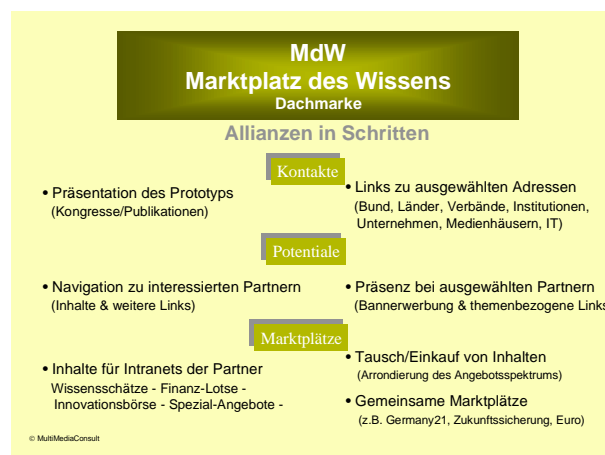 MdW
Marktplatz des Wissens
Dachmarke
Allianzen in Schritten
Kontakte
• Präsentation des Prototyps
(Kongresse/Publikationen)
• Links zu ausgewählten Adressen
(Bund, Länder, Verbände, Institutionen,
Unternehmen, Medienhäusern, IT)
Potentiale
• Navigation zu interessierten Partnern
(Inhalte & weitere Links)
• Präsenz bei ausgewählten Partnern
(Bannerwerbung & themenbezogene Links
Marktplätze
• Inhalte für Intranets der Partner
Wissensschätze - Finanz-Lotse -
Innovationsbörse - Spezial-Angebote -
• Tausch/Einkauf von Inhalten
(Arrondierung des Angebotsspektrums)
• Gemeinsame Marktplätze
(z.B. Germany21, Zukunftssicherung, Euro)
© MultiMediaConsult